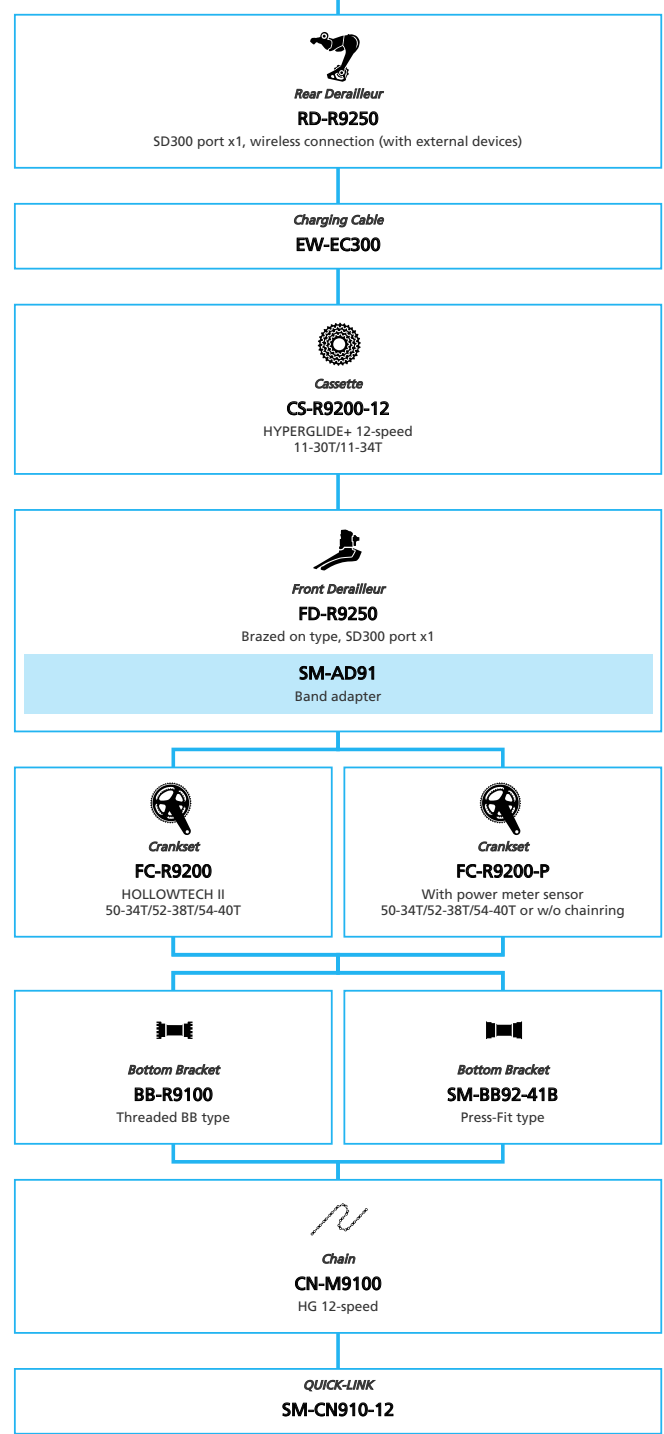 Rear Derailleur
RD-R9250
SD300 port x1, wireless connection (with external devices)
Charging Cable
EW-EC300
Cassette
CS-R9200-12
HYPERGLIDE+ 12-speed
11-30T/11-34T
Front Derailleur
FD-R9250
Brazed on type, SD300 port x1
SM-AD91
Band adapter
Crankset
FC-R9200
HOLLOWTECH II
50-34T/52-38T/54-40T
Crankset
FC-R9200-P
With power meter sensor
50-34T/52-38T/54-40T or w/o chainring
Bottom Bracket
BB-R9100
Threaded BB type
Bottom Bracket
SM-BB92-41B
Press-Fit type
Chain
CN-M9100
HG 12-speed
QUICK-LINK
SM-CN910-12